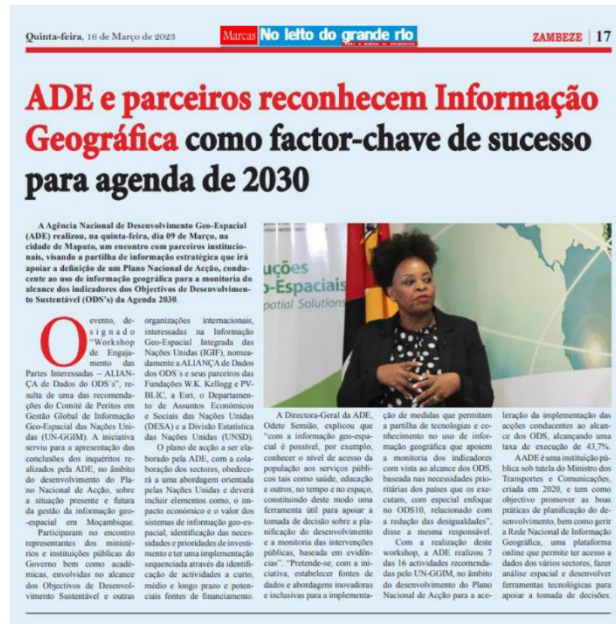 Quinta-feira, 16 de Março de 2023
Marcas No leito do grande rio
ZAMBEZE | 17
ADE e parceiros reconhecem Informação
Geográfica como factor-chave de sucesso
para agenda de 2030
A Agência Nacional de Desenvolvimento Geo-Espacial
(ADE) realizou, na quinta-feira, dia 09 de Março, na
cidade de Maputo, um encontro com parceiros institucio-
nais, visando a partilha de informação estratégica que irá
apoiar a definição de um Plano Nacional de Acção, condu-
cente ao uso de informação geográfica para a monitoria do
alcance dos indicadores dos Objectivos de Desenvolvimen-
to Sustentável (ODS's) da Agenda 2030.
O evento, de-
signado
"Workshop
de Engaja-
mento das
Partes Interessadas – ALIAN-
ÇA de Dados do ODS's", re-
sulta de uma das recomenda-
ções do Comité de Peritos em
Gestão Global de Informação
Geo-Espacial das Nações Uni-
das (UN-GGIM). A iniciativa
serviu para a apresentação das
conclusões dos inquéritos re-
alizados pela ADE, no âmbito
do desenvolvimento do Pla-
no Nacional de Acção, sobre
a situação presente e futura
da gestão da informação geo-
-espacial em Moçambique.
Participaram no encontro
representantes dos ministé-
rios e instituições públicas do
Governo bem como acadé-
micas, envolvidas no alcance
dos Objectivos de Desenvol-
vimento Sustentável e outras
organizações internacionais,
interessadas na Informação
Geo-Espacial Integrada das
Nações Unidas (IGIF), nomea-
damente a ALIANÇA de Dados
dos ODS's e seus parceiros das
Fundações W.K. Kellogg e PV-
BLIC, a Esri, o Departamen-
to de Assuntos Económicos
e Sociais das Nações Unidas
(DESA) e a Divisão Estatística
das Nações Unidas (UNSD).
O plano de acção a ser ela-
borado pela ADE, com a cola-
boração dos sectores, obedece-
rá a uma abordagem orientada
pelas Nações Unidas e deverá
incluir elementos como, o im-
pacto económico e o valor dos
sistemas de informação geo-es-
pacial, identificação das neces-
sidades e prioridades de investi-
mento e ter uma implementação
sequenciada através da identifi-
cação de actividades a curto,
médio e longo prazo e poten-
ciais fontes de financiamento.
uções
o-Espaciais
patial Solutions
A Directora-Geral da ADE,
Odete Semião, explicou que
"com a informação geo-espa-
cial é possível, por exemplo,
conhecer o nível de acesso da
população aos serviços públi-
cos tais como saúde, educação
e outros, no tempo e no espaço,
constituindo deste modo uma
ferramenta útil para apoiar a
tomada de decisão sobre a pla-
nificação do desenvolvimento
e a monitoria das intervenções
públicas, baseada em evidên-
cias". "Pretende-se, com a ini-
ciativa, estabelecer fontes de
dados e abordagens inovadoras
e inclusivas para a implementa-
ção de medidas que permitam
a partilha de tecnologias e co-
nhecimento no uso de infor-
mação geográfica que apoiem
a monitoria dos indicadores
com vista ao alcance dos ODS,
baseada nas necessidades prio-
ritárias dos países que os exe-
cutam, com especial enfoque
no ODS10, relacionado com
a redução das desigualdades",
disse a mesma responsável.
Com a realização deste
workshop, a ADE realizou 7
das 16 actividades recomenda-
das pelo UN-GGIM, no âmbito
do desenvolvimento do Plano
Nacional de Acção para a ace-
leração da implementação das
acções conducentes ao alcan-
ce dos ODS, alcançando uma
taxa de execução de 43,7%.
A ADE é uma instituição pú-
blica sob tutela do Ministro dos
Transportes e Comunicações,
criada em 2020, e tem como
objectivo promover as boas
práticas de planificação do de-
senvolvimento, bem como gerir
a Rede Nacional de Informação
Geográfica, uma plataforma
online que permite ter acesso a
dados dos vários sectores, fazer
análise espacial e desenvolver
ferramentas tecnológicas para
apoiar a tomada de decisões.